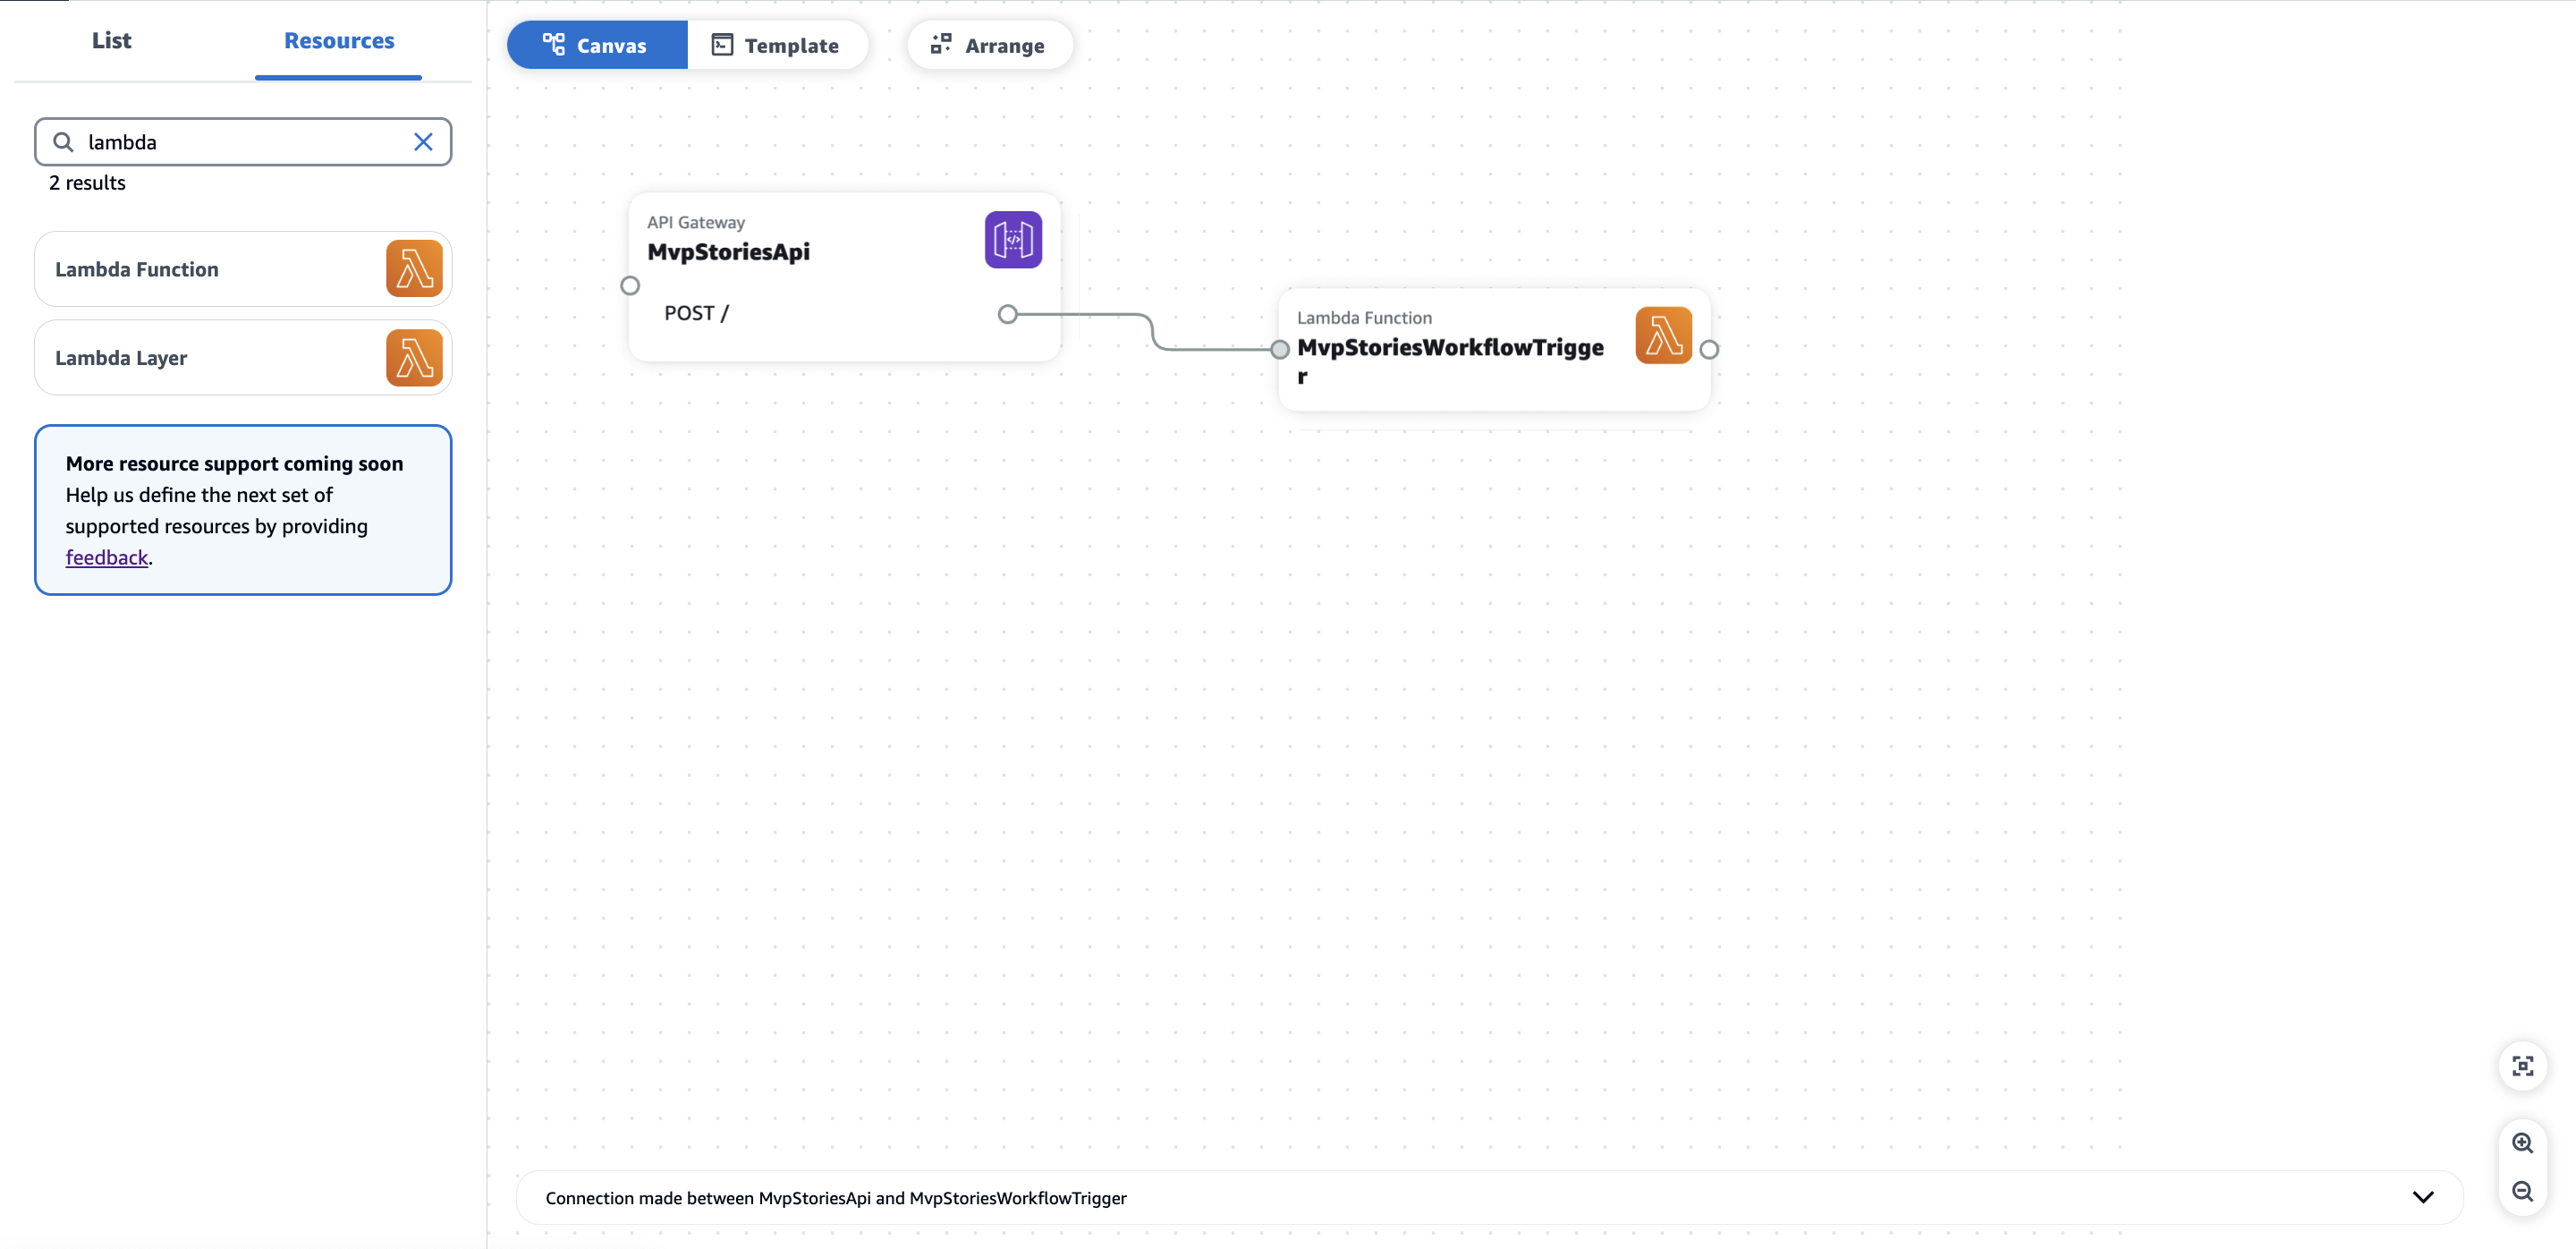 List
Resources
lambda
2 results
Lambda Function
Lambda Layer
More resource support coming soon
Help us define the next set of
supported resources by providing
feedback.
Canvas
Template
Arrange
API Gateway
MvpStoriesApi
POST /
Lambda Function
MvpStoriesWorkflowTrigge
r
Connection made between MvpStoriesApi and MvpStoriesWorkflowTrigger